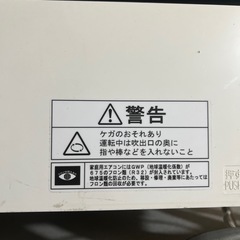 ⚠警告
ケガのおそれあり
運転中は吹出口の奥に
指や棒などを入れないこと
家庭用エアコンにはGWP（地球温暖化係数）が
675のフロン類（R32）が封入されています。
地球温暖化防止のため、移設・修理・廃棄等にあたっては
フロン類の回収が必要です。
PUS